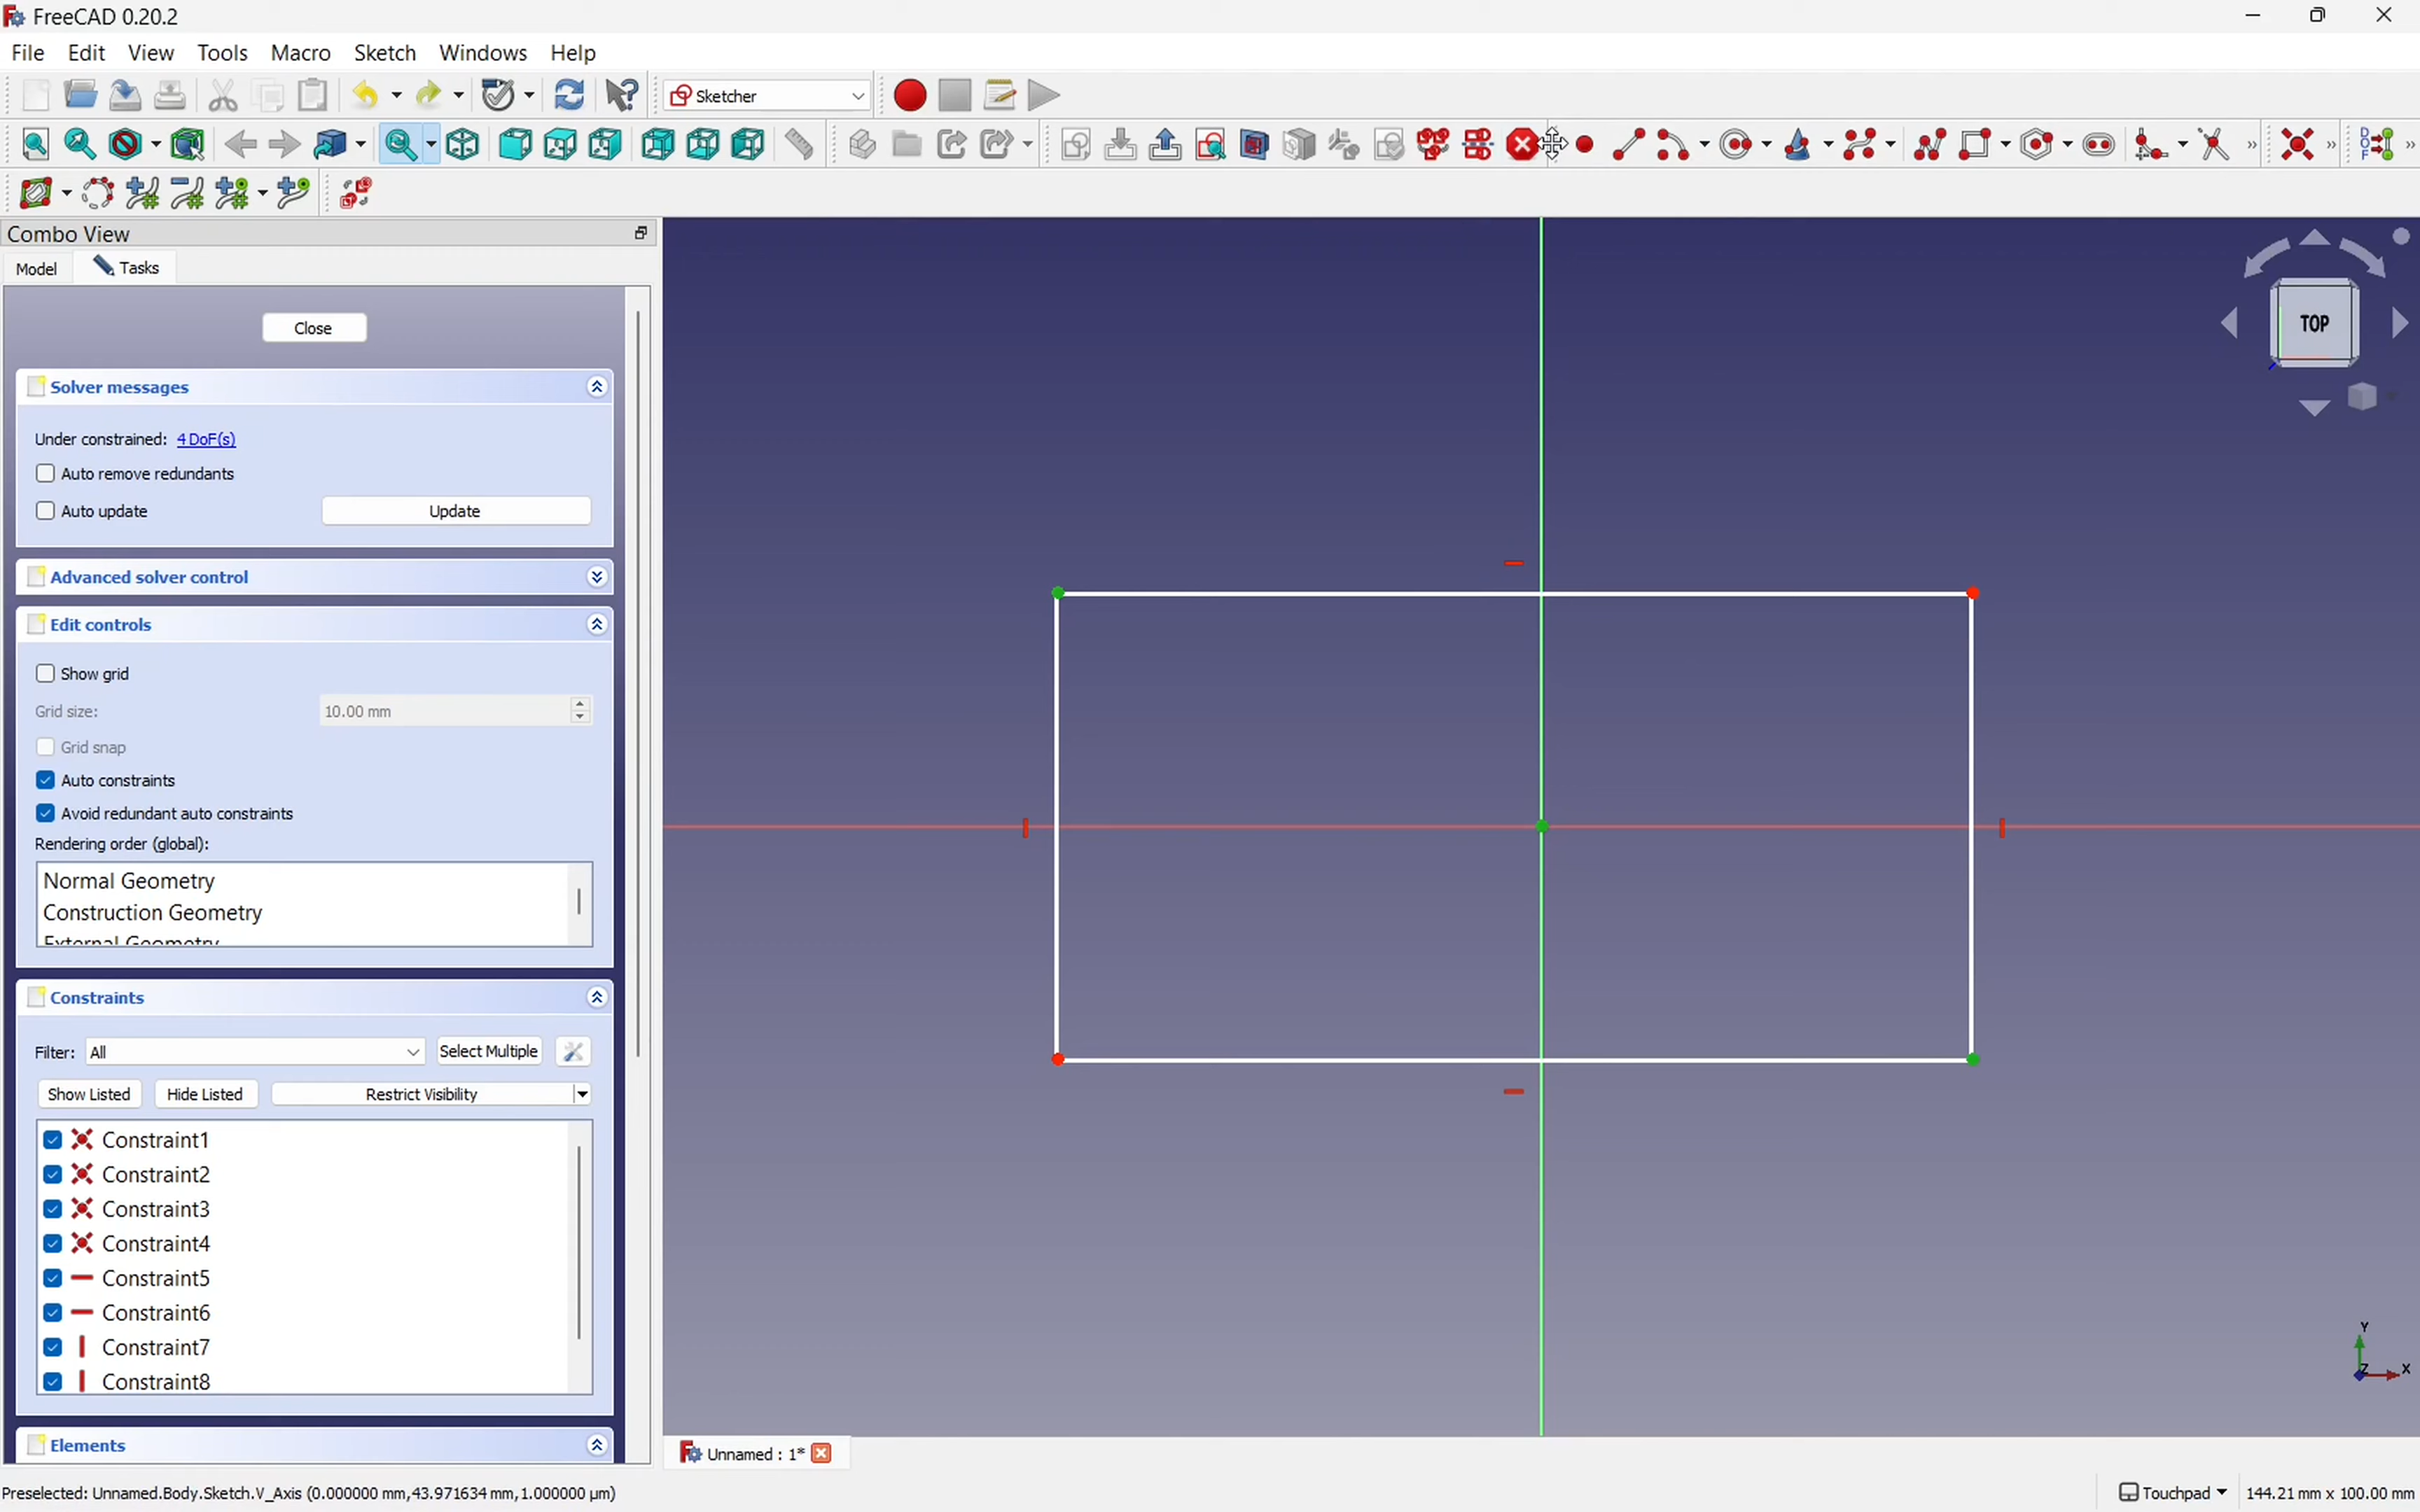 FreeCAD 0.20.2
File Edit View Tools Macro Sketch Windows Help
Sketcher
Combo View
Model Tasks
Close
Solver messages
Under constrained: 4 DoF(s)
Auto remove redundants
Auto update Update
Advanced solver control
Edit controls
Show grid
Grid size: 10.00 mm
Grid snap
Auto constraints
Avoid redundant auto constraints
Rendering order (global):
Normal Geometry
Construction Geometry
External Geometry
Constraints
Filter: All Select Multiple
Show Listed Hide Listed Restrict Visibility
Constraint1
Constraint2
Constraint3
Constraint4
Constraint5
Constraint6
Constraint7
Constraint8
Elements
TOP
Y
Z X
Unnamed : 1*
Preselected: Unnamed.Body.Sketch.V_Axis (0.000000 mm,43.971634 mm,1.000000 µm)
Touchpad 144.21 mm x 100.00 mm